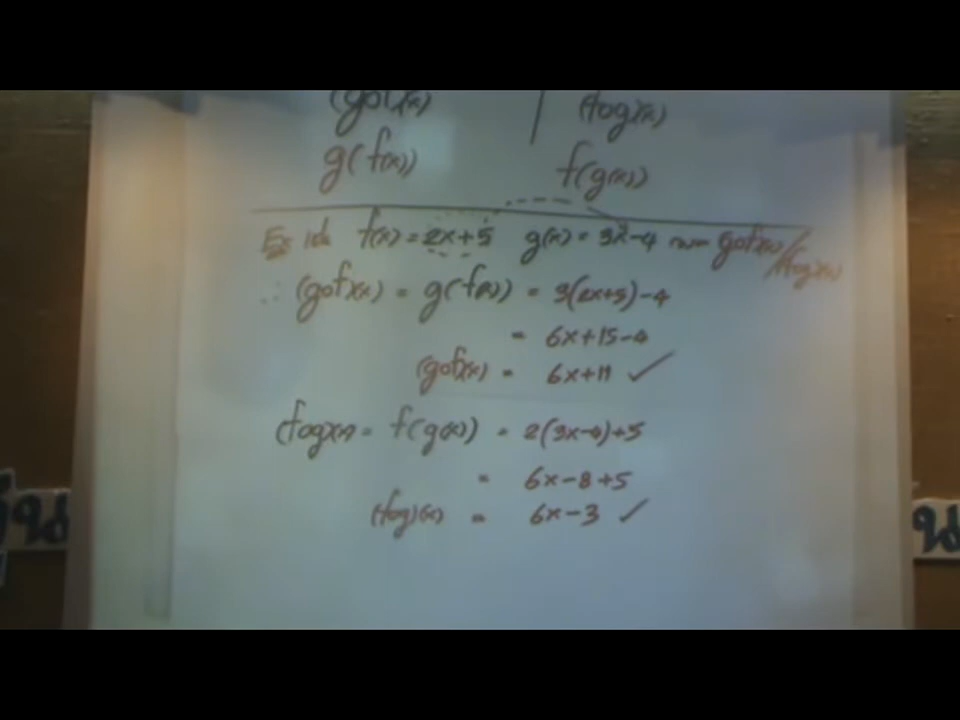 (gof)(x) (fog)(x)
g(f(x)) f(g(x))
Ex f(x) = 2x+5 g(x) = 3x-4 gof(x)/fog(x)
∴ (gof)(x) = g(f(x)) = 3(2x+5)-4
= 6x+15-4
(gof)(x) = 6x+11 ✓
(fog)(x) = f(g(x)) = 2(3x-4)+5
= 6x-8+5
(fog)(x) = 6x-3 ✓